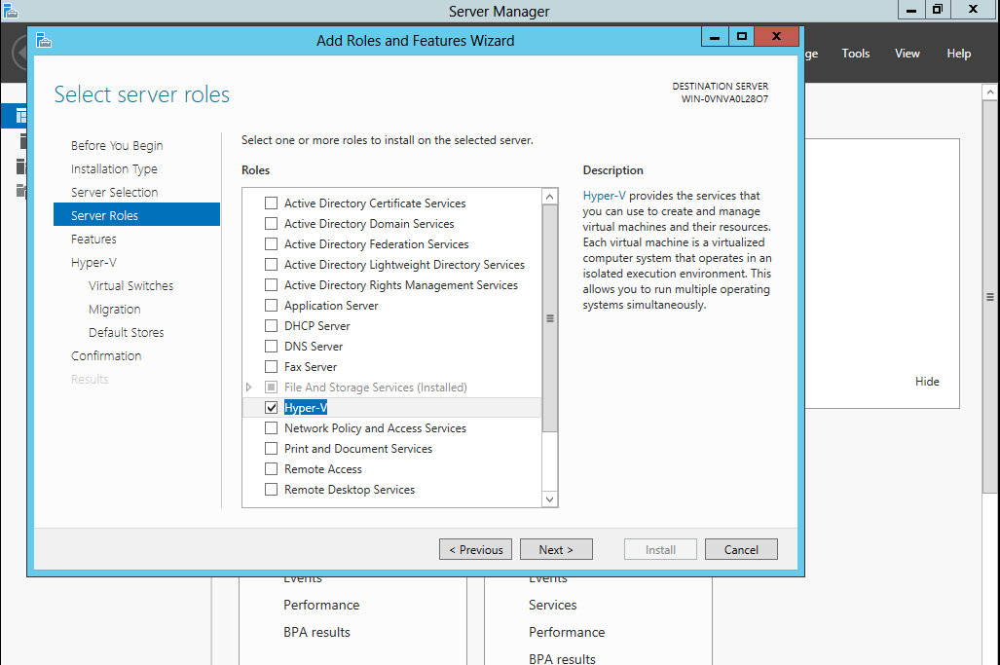 Server Manager
Add Roles and Features Wizard
ge
Tools
View
Help
Select server roles
DESTINATION SERVER
WIN-0VNVA0L28O7
Before You Begin
Installation Type
Server Selection
Server Roles
Features
Hyper-V
Virtual Switches
Migration
Default Stores
Confirmation
Results
Select one or more roles to install on the selected server.
Roles
Active Directory Certificate Services
Active Directory Domain Services
Active Directory Federation Services
Active Directory Lightweight Directory Services
Active Directory Rights Management Services
Application Server
DHCP Server
DNS Server
Fax Server
File And Storage Services (Installed)
Hyper-V
Network Policy and Access Services
Print and Document Services
Remote Access
Remote Desktop Services
Description
Hyper-V provides the services that
you can use to create and manage
virtual machines and their resources.
Each virtual machine is a virtualized
computer system that operates in an
isolated execution environment. This
allows you to run multiple operating
systems simultaneously.
Hide
< Previous
Next >
Install
Cancel
Events
Performance
BPA results
Events
Services
Performance
BPA results